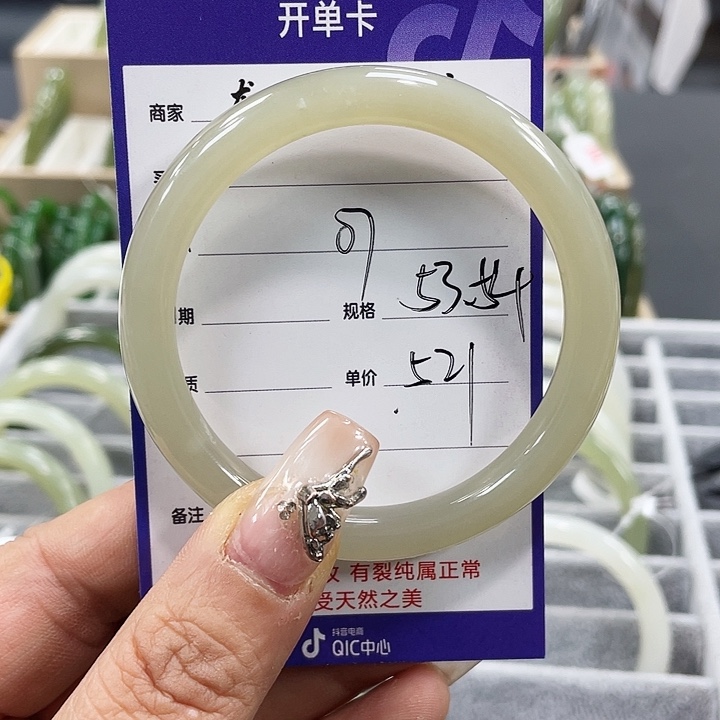 开单卡
商家
期
规格 53.54
质
单价 521
备注
有裂纯属正常
受天然之美
抖音电商
QIC中心